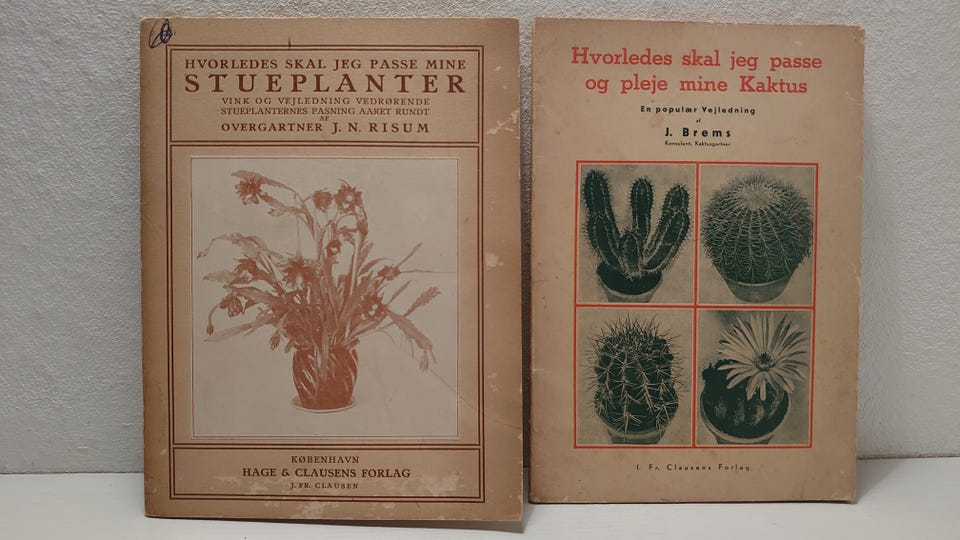 HVORLEDES SKAL JEG PASSE MINE
STUEPLANTER
VINK OG VEJLEDNING VEDRØRENDE
STUEPLANTERNES PASNING AARET RUNDT
AF
OVERGARTNER J. N. RISUM
KØBENHAVN
HAGE & CLAUSENS FORLAG
J. FR. CLAUSEN
Hvorledes skal jeg passe
og pleje mine Kaktus
En populær Vejledning
af
J. Brems
Konsulent, Kaktusgartner
I. Fr. Clausens Forlag.